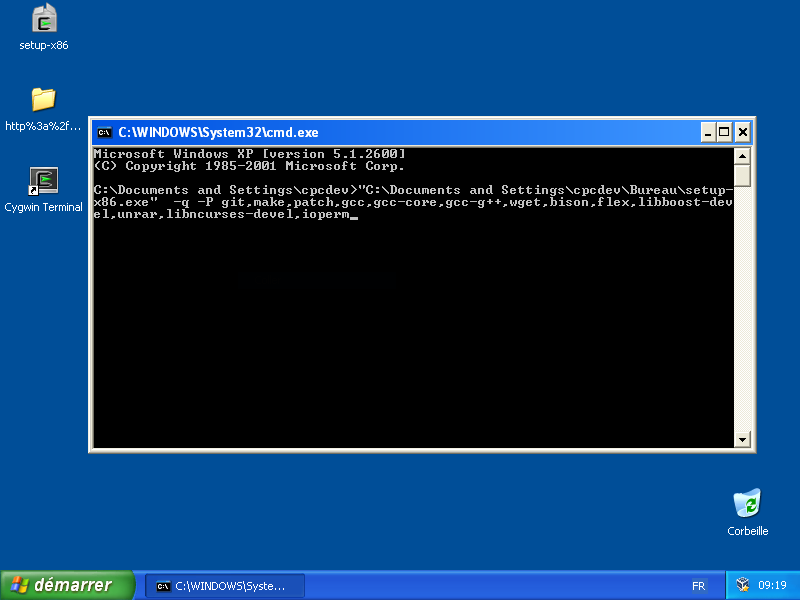 setup-x86
http%3a%2f...
Cygwin Terminal
C:\WINDOWS\System32\cmd.exe
Microsoft Windows XP [version 5.1.2600]
(C) Copyright 1985-2001 Microsoft Corp.
C:\Documents and Settings\cpcdev>"C:\Documents and Settings\cpcdev\Bureau\setup-
x86.exe"  -q -P git,make,patch,gcc,gcc-core,gcc-g++,wget,bison,flex,libboost-dev
el,unrar,libncurses-devel,ioperm_
Corbeille
démarrer
C:\WINDOWS\Syste...
FR
09:19